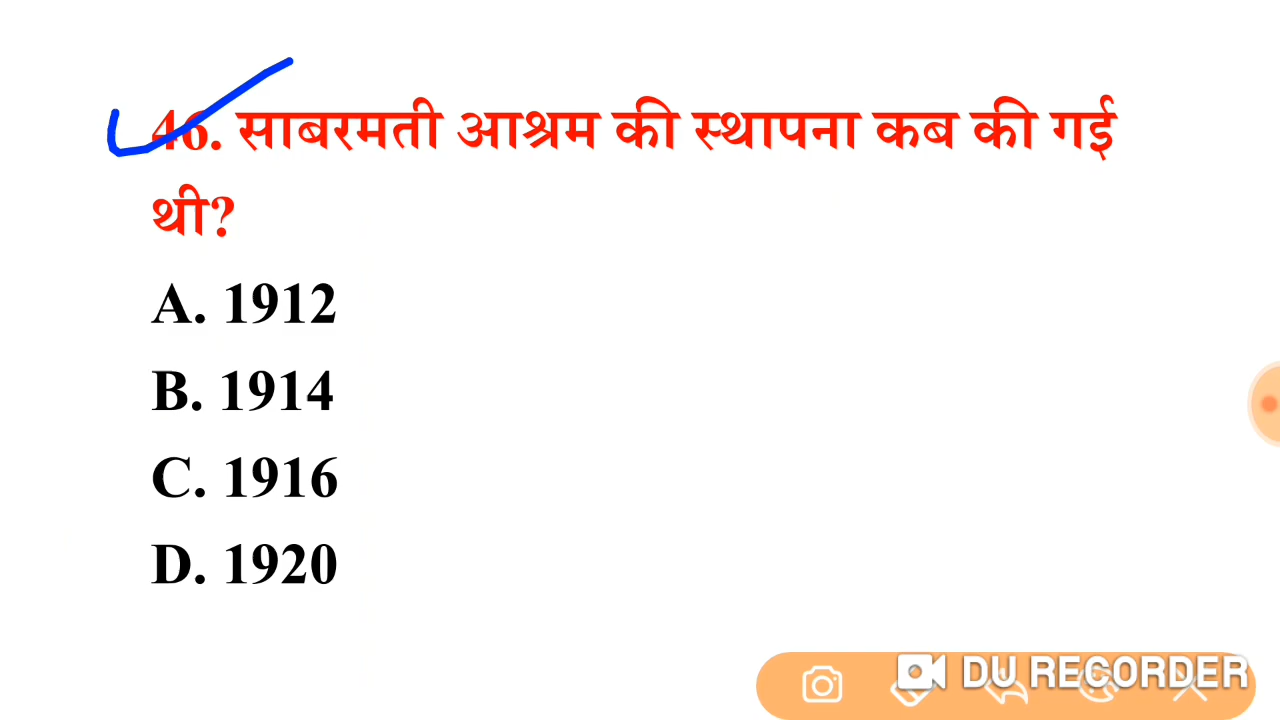 46. साबरमती आश्रम की स्थापना कब की गई
थी?
A. 1912
B. 1914
C. 1916
D. 1920
DU RECORDER